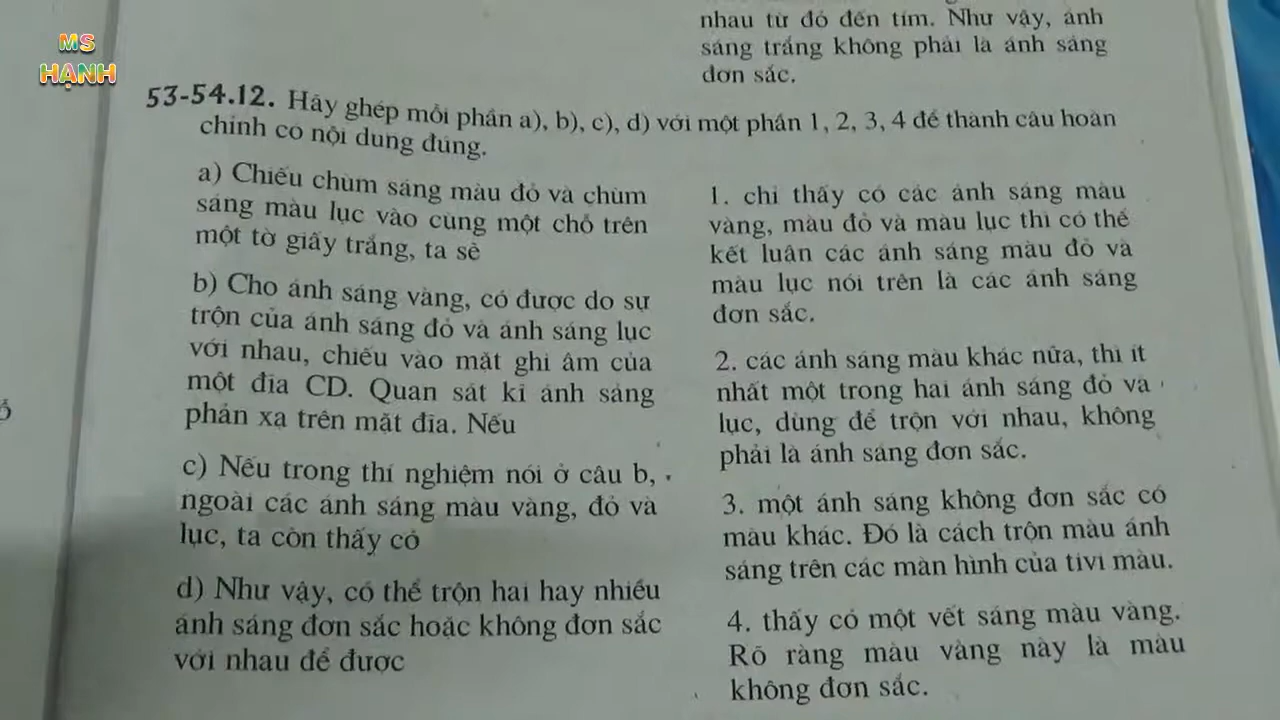 MS
HẠNH
nhau từ đỏ đến tím. Như vậy, ánh
sáng trắng không phải là ánh sáng
đơn sắc.
53-54.12. Hãy ghép mỗi phần a), b), c), d) với một phần 1, 2, 3, 4 để thành câu hoàn
chỉnh có nội dung đúng.
a) Chiếu chùm sáng màu đỏ và chùm
sáng màu lục vào cùng một chỗ trên
một tờ giấy trắng, ta sẽ
b) Cho ánh sáng vàng, có được do sự
trộn của ánh sáng đỏ và ánh sáng lục
với nhau, chiếu vào mặt ghi âm của
một đĩa CD. Quan sát kĩ ánh sáng
phản xạ trên mặt đĩa. Nếu
c) Nếu trong thí nghiệm nói ở câu b,
ngoài các ánh sáng màu vàng, đỏ và
lục, ta còn thấy có
d) Như vậy, có thể trộn hai hay nhiều
ánh sáng đơn sắc hoặc không đơn sắc
với nhau để được
1. chỉ thấy có các ánh sáng màu
vàng, màu đỏ và màu lục thì có thể
kết luận các ánh sáng màu đỏ và
màu lục nói trên là các ánh sáng
đơn sắc.
2. các ánh sáng màu khác nữa, thì ít
nhất một trong hai ánh sáng đỏ và
lục, dùng để trộn với nhau, không
phải là ánh sáng đơn sắc.
3. một ánh sáng không đơn sắc có
màu khác. Đó là cách trộn màu ánh
sáng trên các màn hình của tivi màu.
4. thấy có một vết sáng màu vàng.
Rõ ràng màu vàng này là màu
không đơn sắc.